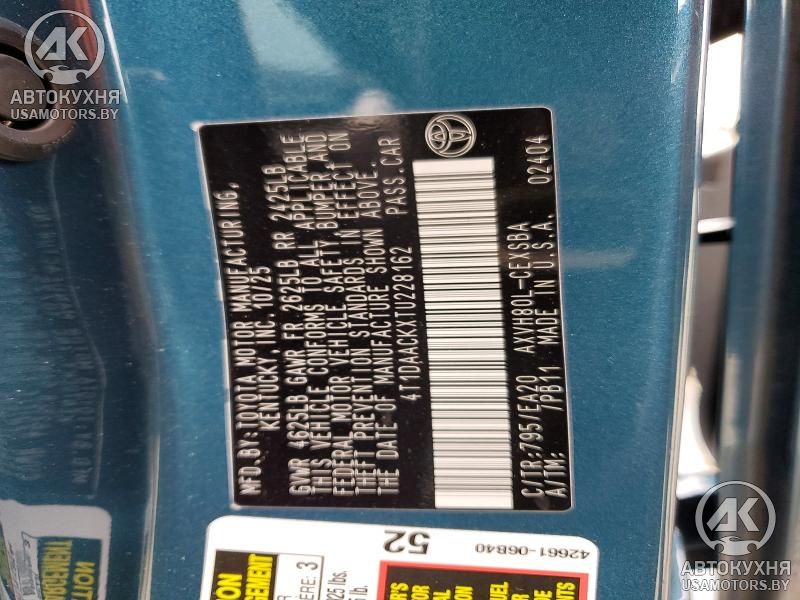 АК
АВТОКУХНЯ
USAMOTORS.BY
MFD.BY:TOYOTA MOTOR MANUFACTURING,
KENTUCKY, INC. 10/25
GVWR 4625LB GAWR FR 2625LB RR 2425LB
THIS VEHICLE CONFORMS TO ALL APPLICABLE
FEDERAL MOTOR VEHICLE SAFETY, BUMPER, AND
THEFT PREVENTION STANDARDS IN EFFECT ON
THE DATE OF MANUFACTURE SHOWN ABOVE.
4T1DAACKXTU228162 PASS.CAR
C/TR:795/EA20 AXVH80L-CEXSBA
A/TM: /PB11 MADE IN U.S.A. 02404
52
42661-06B40
АК
АВТОКУХНЯ
USAMOTORS.BY